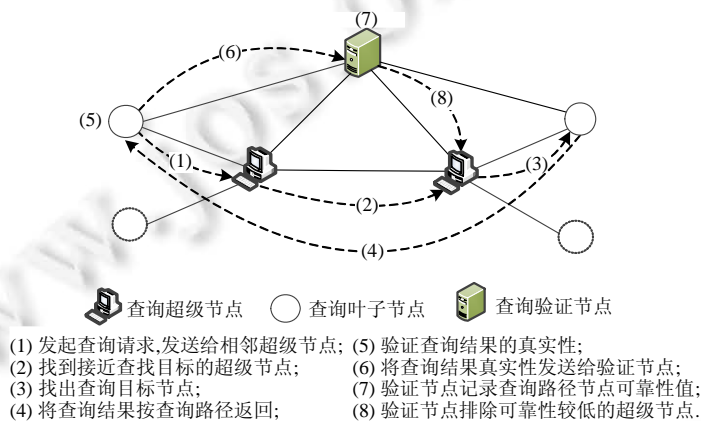 (7)
(6)
(8)
(5)
(1)
(3)
(2)
(4)
查询超级节点
查询叶子节点
查询验证节点
(1) 发起查询请求,发送给相邻超级节点;
(2) 找到接近查找目标的超级节点;
(3) 找出查询目标节点;
(4) 将查询结果按查询路径返回;
(5) 验证查询结果的真实性;
(6) 将查询结果真实性发送给验证节点;
(7) 验证节点记录查询路径节点可靠性值;
(8) 验证节点排除可靠性较低的超级节点.